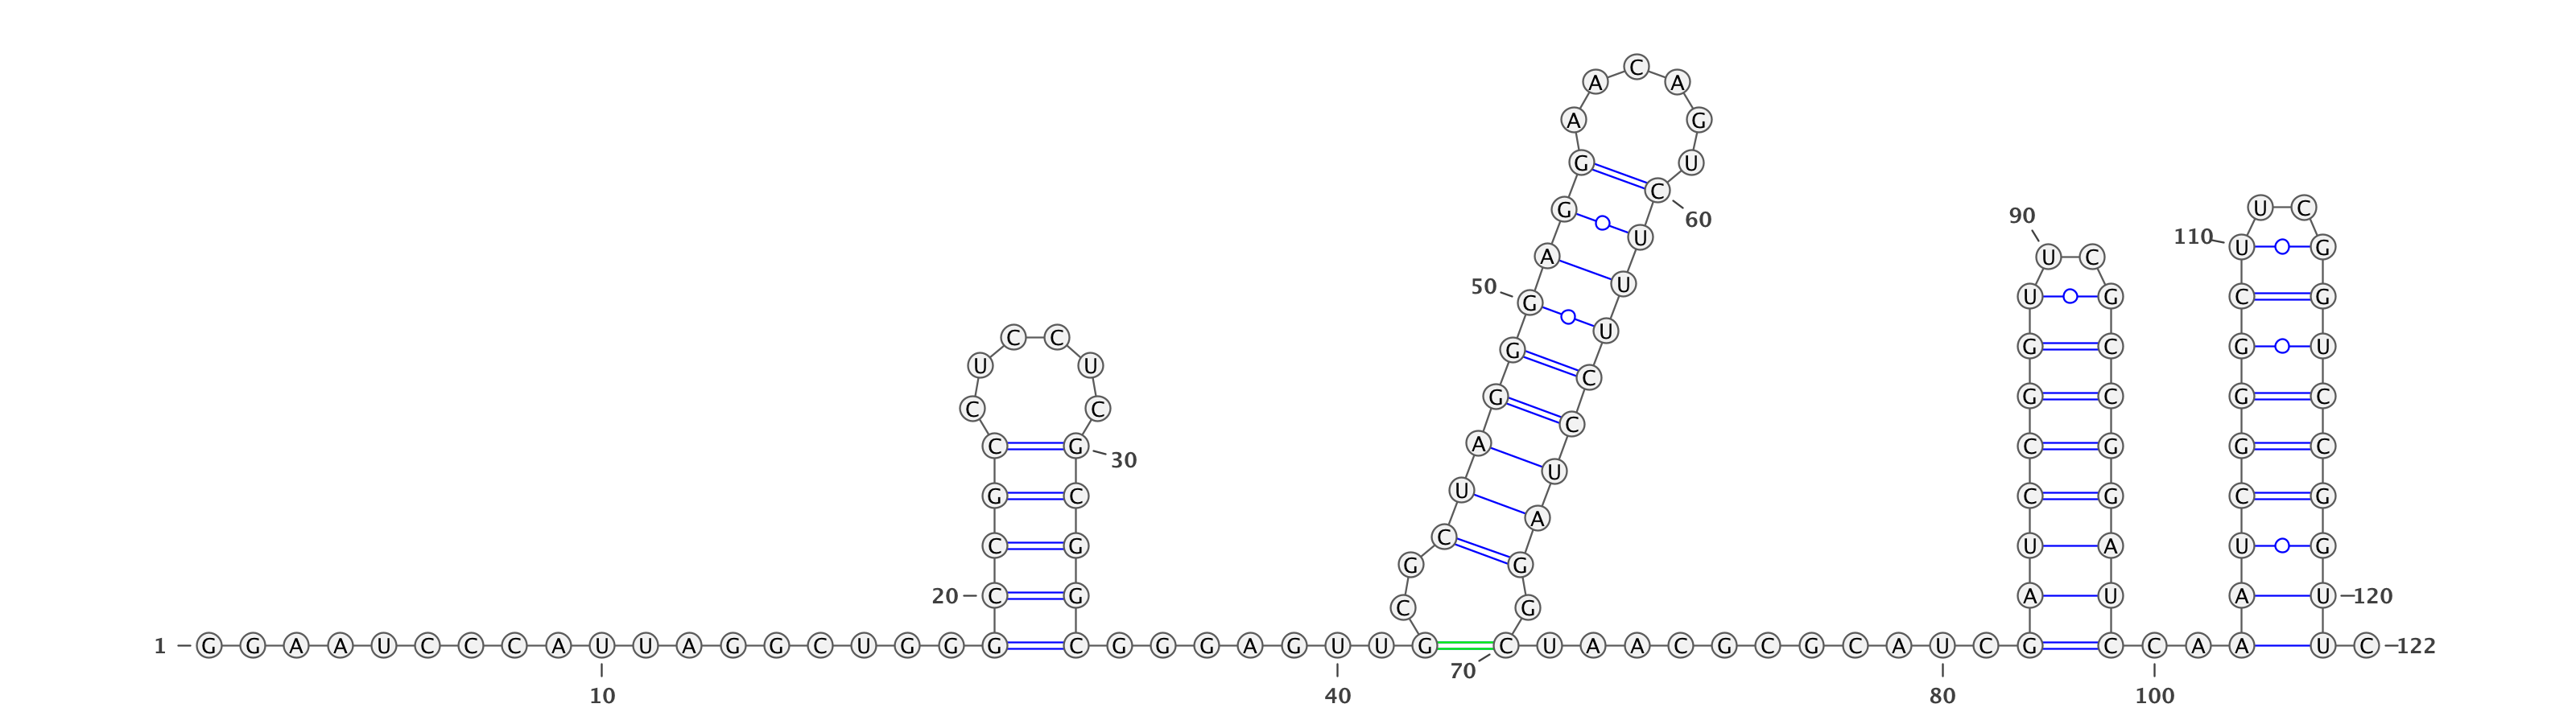 1
G G A A U C C C A U U A G G C U G G
10
G C C G C
20
C U C C U C
G C G G C
30
G G G A G U U
40
G C G
C U A G G G A G G
50
A A C A G U
C U U U C C U A G
60
G C
70
U A A C G C G C A U C
80
G A U C C G G U
U C
90
G C C G G A U C
C A
100
A A U C G G G C U
110
U C
G G U C C G G U U
120
C
122